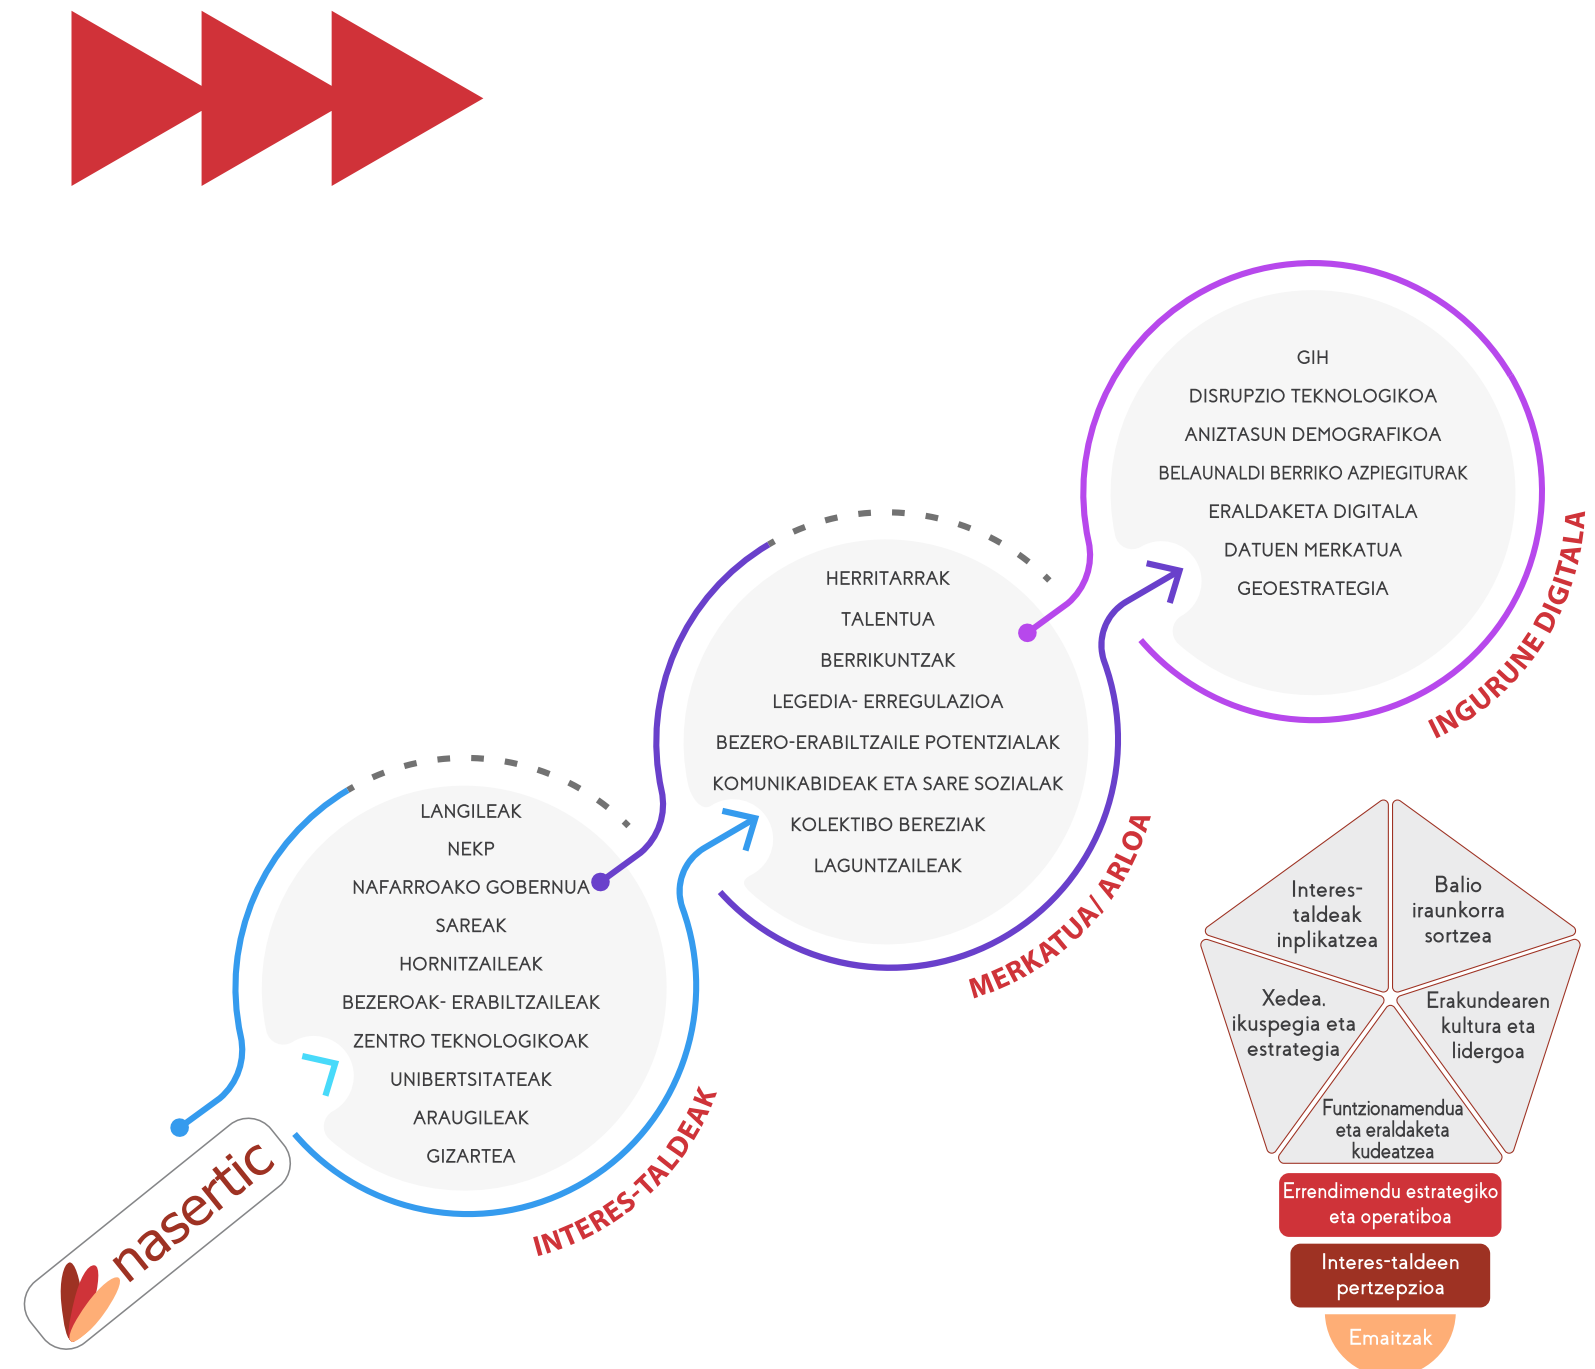 GIH
DISRUPZIO TEKNOLOGIKOA
ANIZTASUN DEMOGRAFIKOA
BELAUNALDI BERRIKO AZPIEGITURAK
ERALDAKETA DIGITALA
DATUEN MERKATUA
GEOESTRATEGIA
INGURUNE DIGITALA
HERRITARRAK
TALENTUA
BERRIKUNTZAK
LEGEDIA- ERREGULAZIOA
BEZERO-ERABILTZAILE POTENTZIALAK
KOMUNIKABIDEAK ETA SARE SOZIALAK
KOLEKTIBO BEREZIAK
LAGUNTZAILEAK
MERKATUA/ ARLOA
LANGILEAK
NEKP
NAFARROAKO GOBERNUA
SAREAK
HORNITZAILEAK
BEZEROAK- ERABILTZAILEAK
ZENTRO TEKNOLOGIKOAK
UNIBERTSITATEAK
ARAUGILEAK
GIZARTEA
INTERES-TALDEAK
nasertic
Interes-
taldeak
inplikatzea
Balio
iraunkorra
sortzea
Xedea,
ikuspegia eta
estrategia
Erakundearen
kultura eta
lidergoa
Funtzionamendua
eta eraldaketa
kudeatzea
Errendimendu estrategiko
eta operatiboa
Interes-taldeen
pertzepzioa
Emaitzak